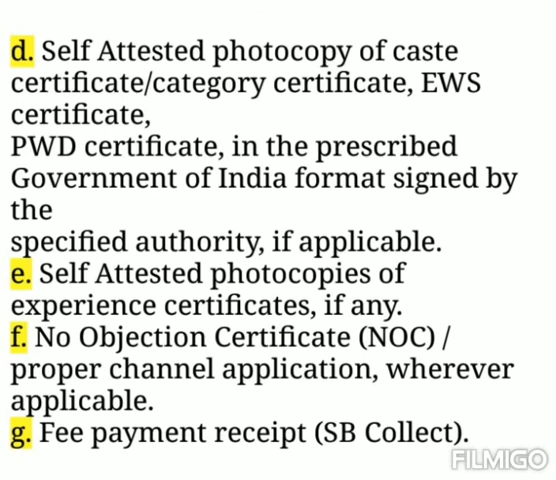 d. Self Attested photocopy of caste
certificate/category certificate, EWS
certificate,
PWD certificate, in the prescribed
Government of India format signed by
the
specified authority, if applicable.
e. Self Attested photocopies of
experience certificates, if any.
f. No Objection Certificate (NOC) /
proper channel application, wherever
applicable.
g. Fee payment receipt (SB Collect).
FILMIGO